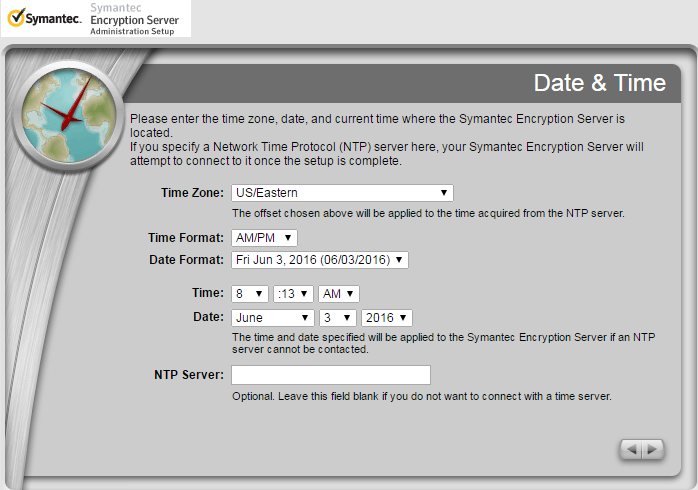 Symantec.
Symantec
Encryption Server
Administration Setup
Date & Time
Please enter the time zone, date, and current time where the Symantec Encryption Server is
located.
If you specify a Network Time Protocol (NTP) server here, your Symantec Encryption Server will
attempt to connect to it once the setup is complete.
Time Zone: US/Eastern
The offset chosen above will be applied to the time acquired from the NTP server.
Time Format: AM/PM
Date Format: Fri Jun 3, 2016 (06/03/2016)
Time: 8 :13 AM
Date: June 3 2016
The time and date specified will be applied to the Symantec Encryption Server if an NTP
server cannot be contacted.
NTP Server:
Optional. Leave this field blank if you do not want to connect with a time server.